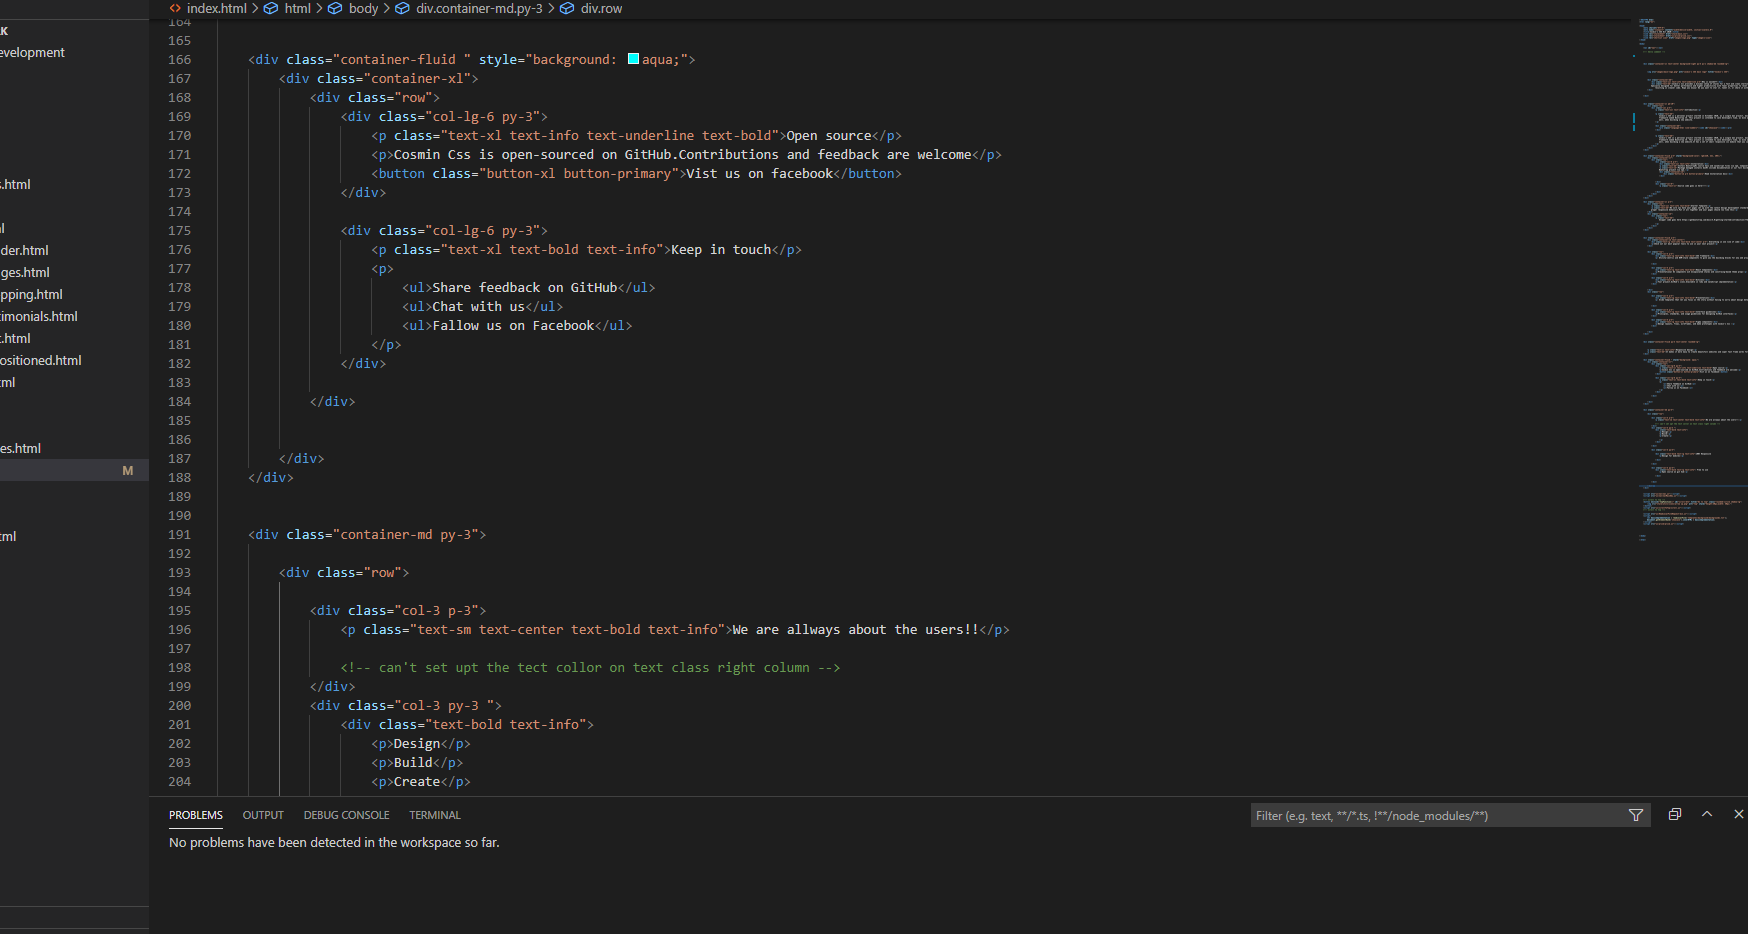 index.html > html > body > div.container-md.py-3 > div.row
K
evelopment
.html
l
der.html
ges.html
pping.html
imonials.html
.html
ositioned.html
ml
es.html
M
ml
164
165
166 <div class="container-fluid " style="background: aqua;">
167 <div class="container-xl">
168 <div class="row">
169 <div class="col-lg-6 py-3">
170 <p class="text-xl text-info text-underline text-bold">Open source</p>
171 <p>Cosmin Css is open-sourced on GitHub.Contributions and feedback are welcome</p>
172 <button class="button-xl button-primary">Vist us on facebook</button>
173 </div>
174
175 <div class="col-lg-6 py-3">
176 <p class="text-xl text-bold text-info">Keep in touch</p>
177 <p>
178 <ul>Share feedback on GitHub</ul>
179 <ul>Chat with us</ul>
180 <ul>Fallow us on Facebook</ul>
181 </p>
182 </div>
183
184 </div>
185
186
187 </div>
188 </div>
189
190
191 <div class="container-md py-3">
192
193 <div class="row">
194
195 <div class="col-3 p-3">
196 <p class="text-sm text-center text-bold text-info">We are allways about the users!!</p>
197
198 <!-- can't set upt the tect collor on text class right column -->
199 </div>
200 <div class="col-3 py-3 ">
201 <div class="text-bold text-info">
202 <p>Design</p>
203 <p>Build</p>
204 <p>Create</p>
PROBLEMS OUTPUT DEBUG CONSOLE TERMINAL Filter (e.g. text, **/*.ts, !**/node_modules/**)
No problems have been detected in the workspace so far.